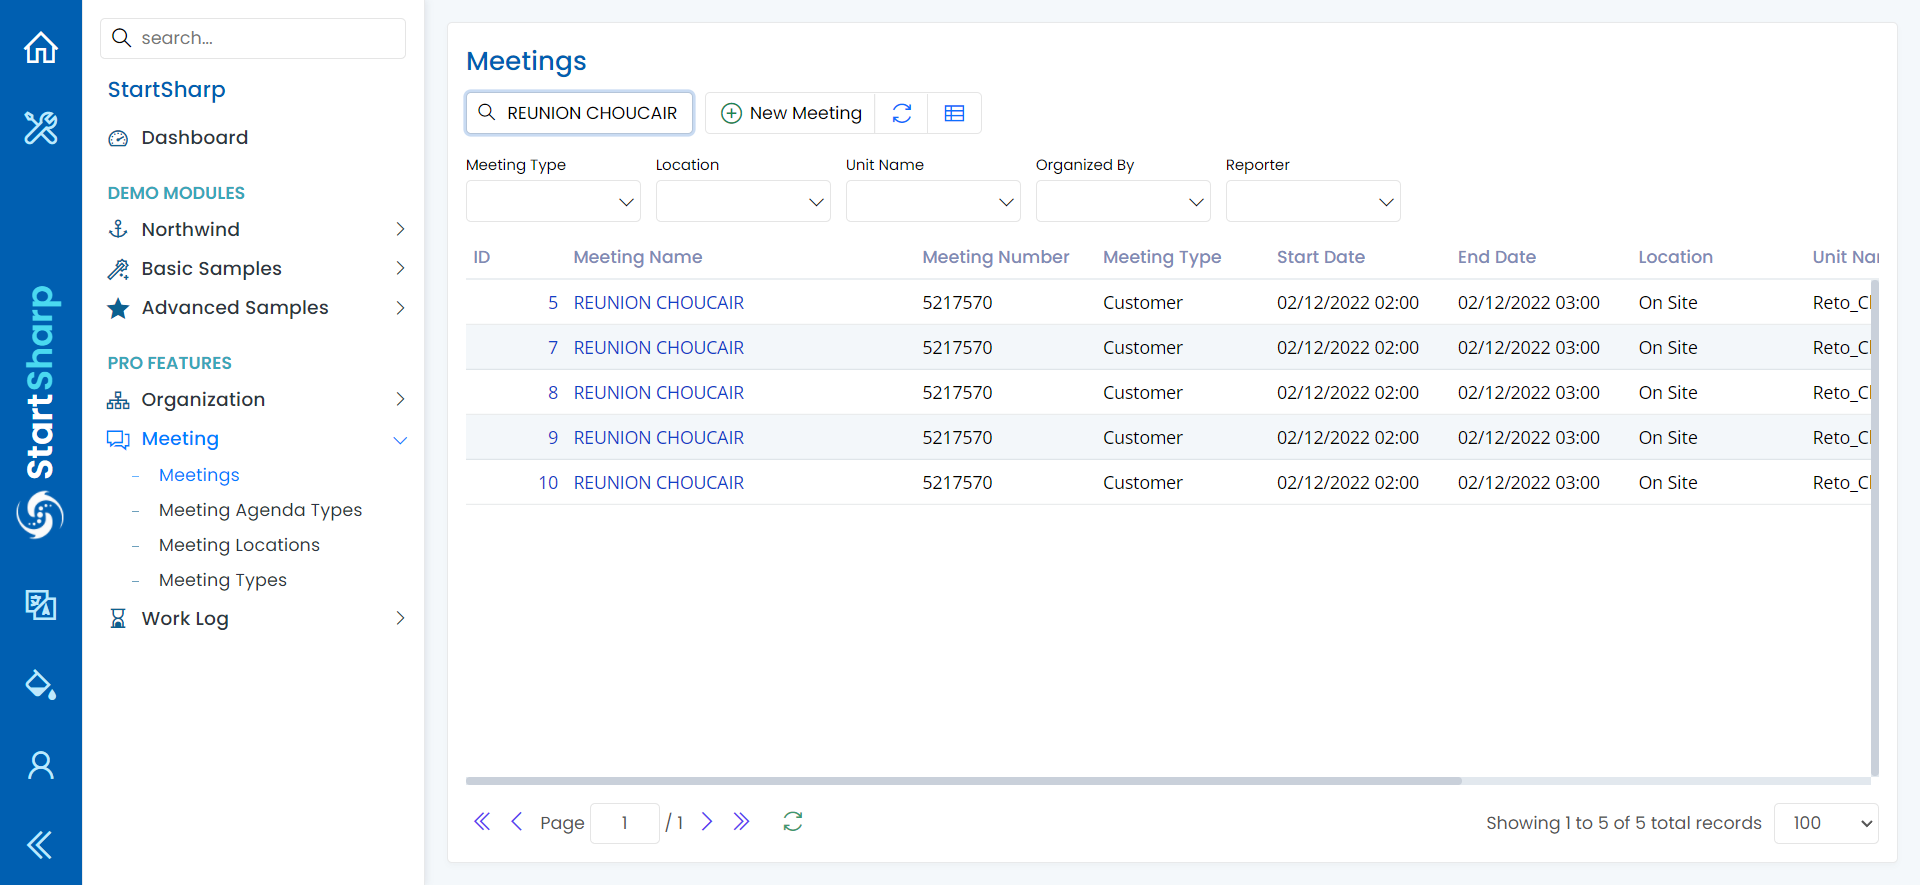 search...
StartSharp
Dashboard
DEMO MODULES
Northwind
Basic Samples
Advanced Samples
PRO FEATURES
Organization
Meeting
- Meetings
- Meeting Agenda Types
- Meeting Locations
- Meeting Types
Work Log
StartSharp
Meetings
REUNION CHOUCAIR
New Meeting
Meeting Type Location Unit Name Organized By Reporter
ID Meeting Name Meeting Number Meeting Type Start Date End Date Location Unit Nar
5 REUNION CHOUCAIR 5217570 Customer 02/12/2022 02:00 02/12/2022 03:00 On Site Reto_Cl
7 REUNION CHOUCAIR 5217570 Customer 02/12/2022 02:00 02/12/2022 03:00 On Site Reto_Cl
8 REUNION CHOUCAIR 5217570 Customer 02/12/2022 02:00 02/12/2022 03:00 On Site Reto_Cl
9 REUNION CHOUCAIR 5217570 Customer 02/12/2022 02:00 02/12/2022 03:00 On Site Reto_Cl
10 REUNION CHOUCAIR 5217570 Customer 02/12/2022 02:00 02/12/2022 03:00 On Site Reto_Cl
Page 1 / 1
Showing 1 to 5 of 5 total records 100